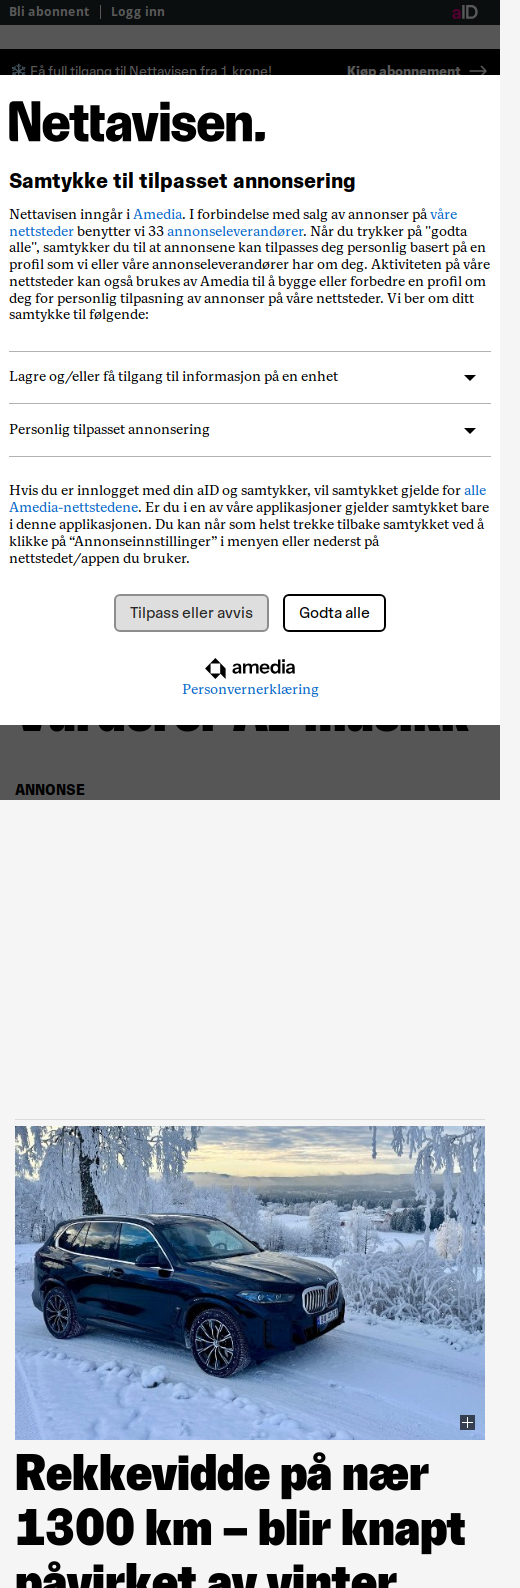 Bli abonnent
Logg inn
aID
Få full tilgang til Nettavisen fra 1 krone!
Kjøp abonnement
Nettavisen.
Samtykke til tilpasset annonsering
Nettavisen inngår i Amedia. I forbindelse med salg av annonser på våre
nettsteder benytter vi 33 annonseleverandører. Når du trykker på "godta
alle", samtykker du til at annonsene kan tilpasses deg personlig basert på en
profil som vi eller våre annonseleverandører har om deg. Aktiviteten på våre
nettsteder kan også brukes av Amedia til å bygge eller forbedre en profil om
deg for personlig tilpasning av annonser på våre nettsteder. Vi ber om ditt
samtykke til følgende:
Lagre og/eller få tilgang til informasjon på en enhet
Personlig tilpasset annonsering
Hvis du er innlogget med din aID og samtykker, vil samtykket gjelde for alle
Amedia-nettstedene. Er du i en av våre applikasjoner gjelder samtykket bare
i denne applikasjonen. Du kan når som helst trekke tilbake samtykket ved å
klikke på “Annonseinnstillinger” i menyen eller nederst på
nettstedet/appen du bruker.
Tilpass eller avvis
Godta alle
amedia
Personvernerklæring
ANNONSE
Rekkevidde på nær
1300 km – blir knapt
påvirket av vinter